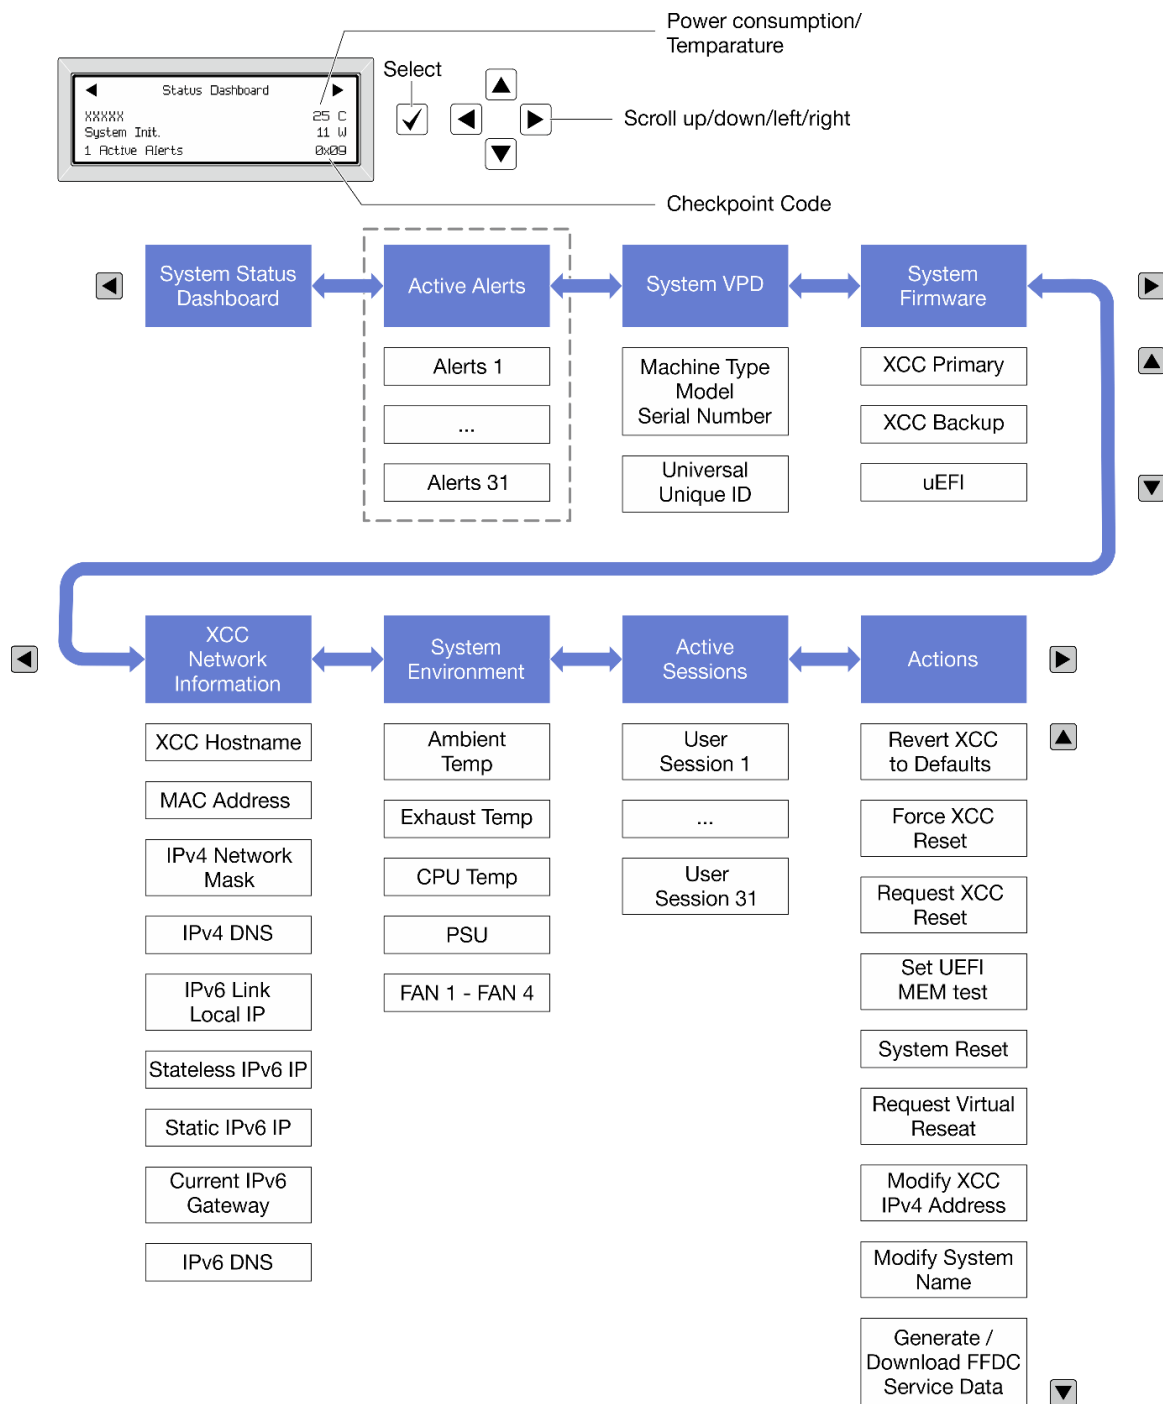 Power consumption/
Temparature
Select
Status Dashboard
XXXXX 25 C
System Init. 11 W
1 Active Alerts 0x09
Scroll up/down/left/right
Checkpoint Code
System Status
Dashboard
Active Alerts
Alerts 1
...
Alerts 31
System VPD
Machine Type
Model
Serial Number
Universal
Unique ID
System
Firmware
XCC Primary
XCC Backup
uEFI
XCC
Network
Information
XCC Hostname
MAC Address
IPv4 Network
Mask
IPv4 DNS
IPv6 Link
Local IP
Stateless IPv6 IP
Static IPv6 IP
Current IPv6
Gateway
IPv6 DNS
System
Environment
Ambient
Temp
Exhaust Temp
CPU Temp
PSU
FAN 1 - FAN 4
Active
Sessions
User
Session 1
...
User
Session 31
Actions
Revert XCC
to Defaults
Force XCC
Reset
Request XCC
Reset
Set UEFI
MEM test
System Reset
Request Virtual
Reseat
Modify XCC
IPv4 Address
Modify System
Name
Generate /
Download FFDC
Service Data